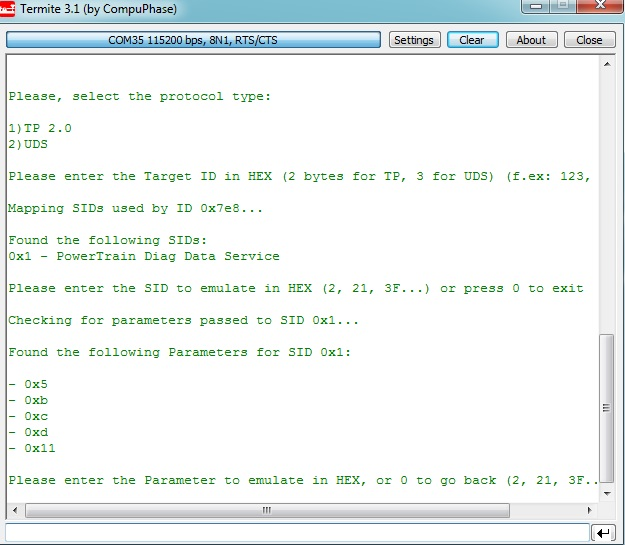 Termite 3.1 (by CompuPhase)
COM35 115200 bps, 8N1, RTS/CTS
Settings
Clear
About
Close
Please, select the protocol type:
1)TP 2.0
2)UDS
Please enter the Target ID in HEX (2 bytes for TP, 3 for UDS) (f.ex: 123,
Mapping SIDs used by ID 0x7e8...
Found the following SIDs:
0x1 - PowerTrain Diag Data Service
Please enter the SID to emulate in HEX (2, 21, 3F...) or press 0 to exit
Checking for parameters passed to SID 0x1...
Found the following Parameters for SID 0x1:
- 0x5
- 0xb
- 0xc
- 0xd
- 0x11
Please enter the Parameter to emulate in HEX, or 0 to go back (2, 21, 3F..